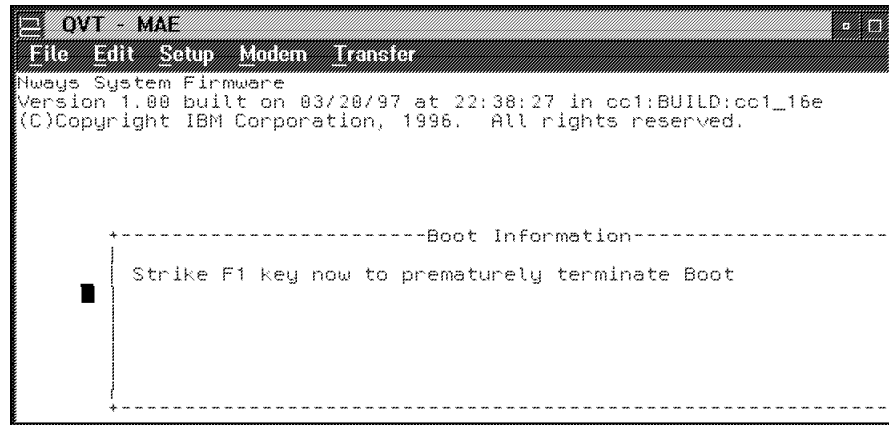 QVT - MAE
File Edit Setup Modem Transfer
Nways System Firmware
Version 1.00 built on 03/20/97 at 22:38:27 in cc1:BUILD:cc1_16e
(C)Copyright IBM Corporation, 1996. All rights reserved.
Boot Information
Strike F1 key now to prematurely terminate Boot